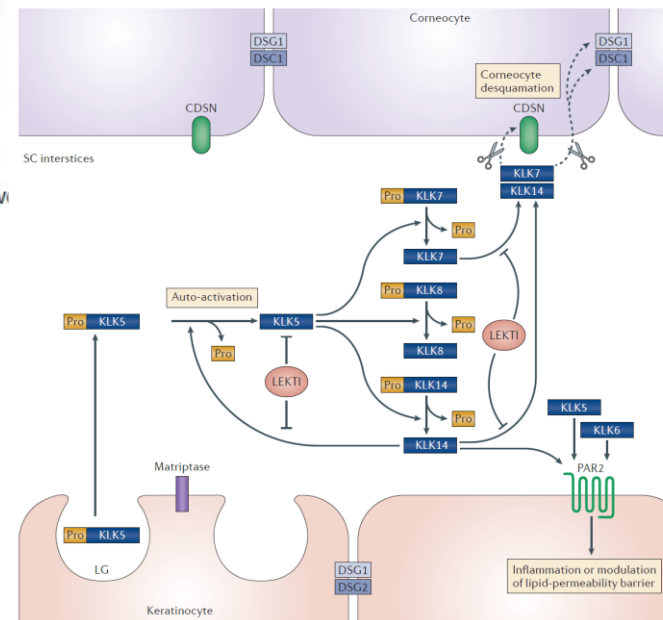 Corneocyte
DSG1
DSC1
DSG1
DSC1
Corneocyte
desquamation
CDSN
CDSN
SC interstices
KLK7
KLK14
Pro KLK7
Pro
KLK7
Pro KLK8
Pro KLK5
Auto-activation
KLK5
Pro
Pro
LEKTI
KLK8
LEKTI
Pro KLK14
Pro
KLK5
KLK14
KLK6
Matriptase
PAR2
Pro KLK5
LG
DSG1
DSG2
Inflammation or modulation
of lipid-permeability barrier
Keratinocyte